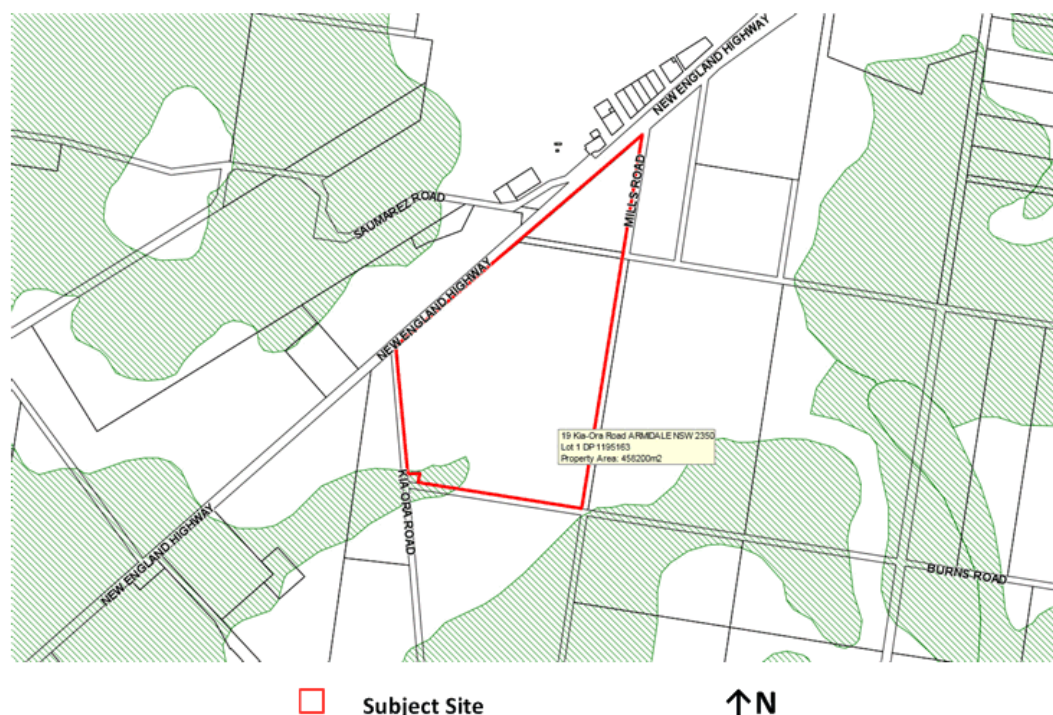 NEW ENGLAND HIGHWAY
MILLS ROAD
SAUMAREZ ROAD
NEW ENGLAND HIGHWAY
19 Kia-Ora Road ARMIDALE NSW 2350
Lot 1 DP 1195163
Property Area: 456200m2
KIA ORA ROAD
NEW ENGLAND HIGHWAY
BURNS ROAD
Subject Site
N